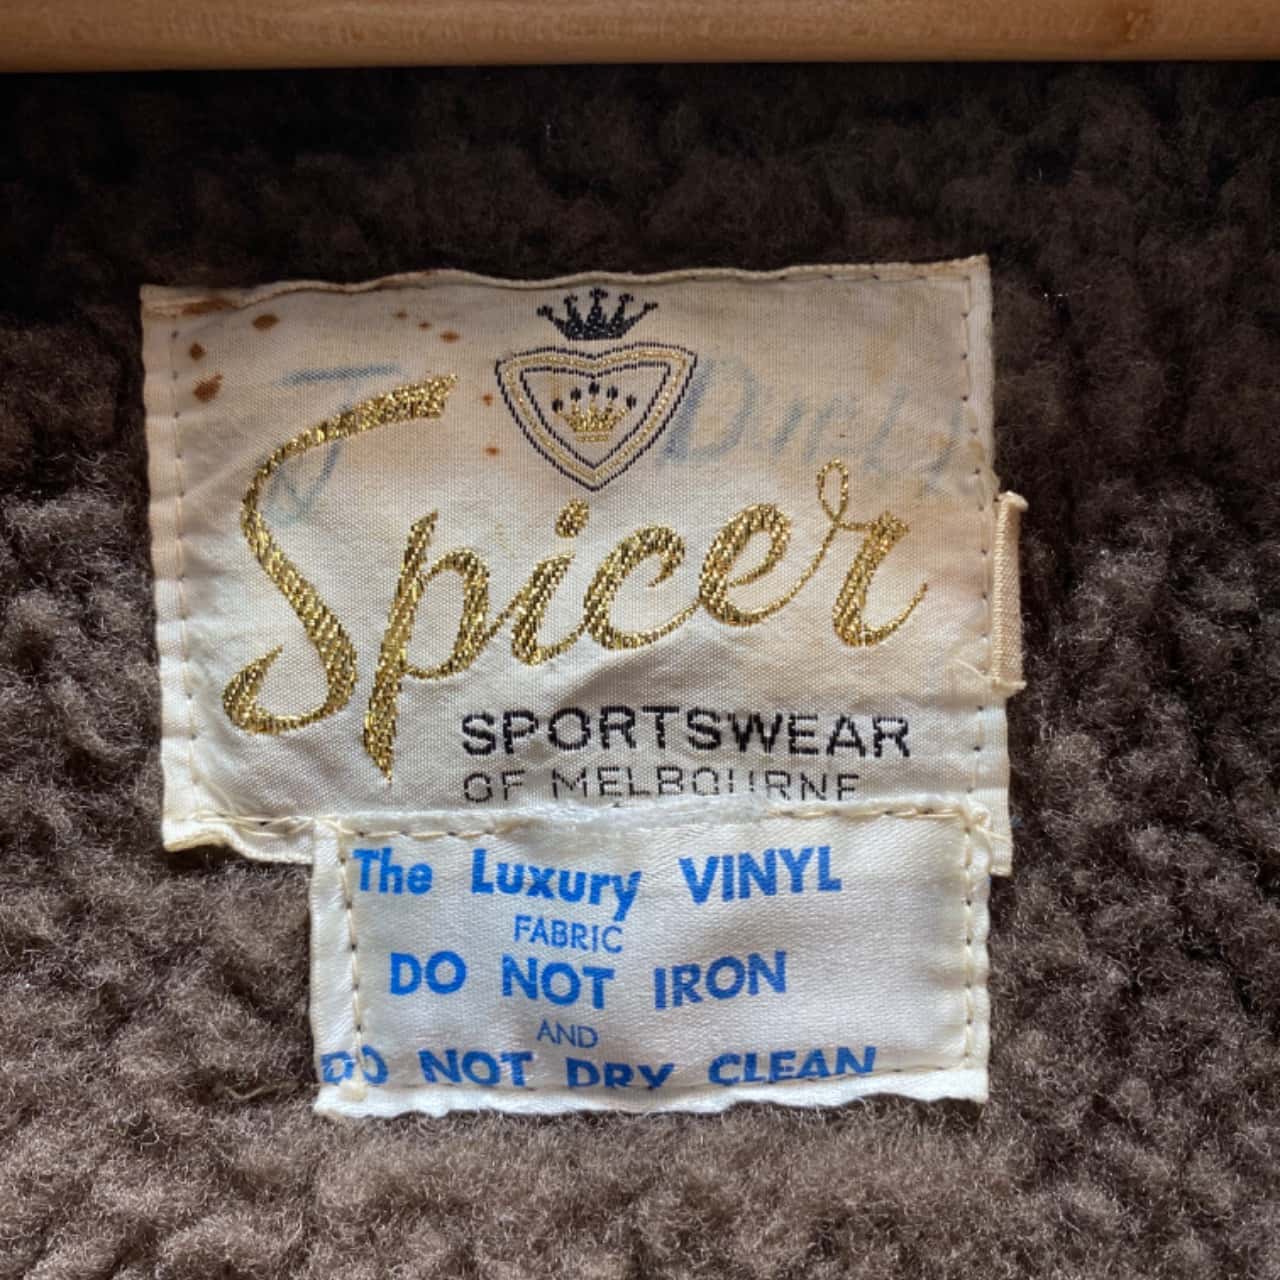 Spicer
SPORTSWEAR
OF MELBOURNE
The Luxury VINYL
FABRIC
DO NOT IRON
AND
DO NOT DRY CLEAN